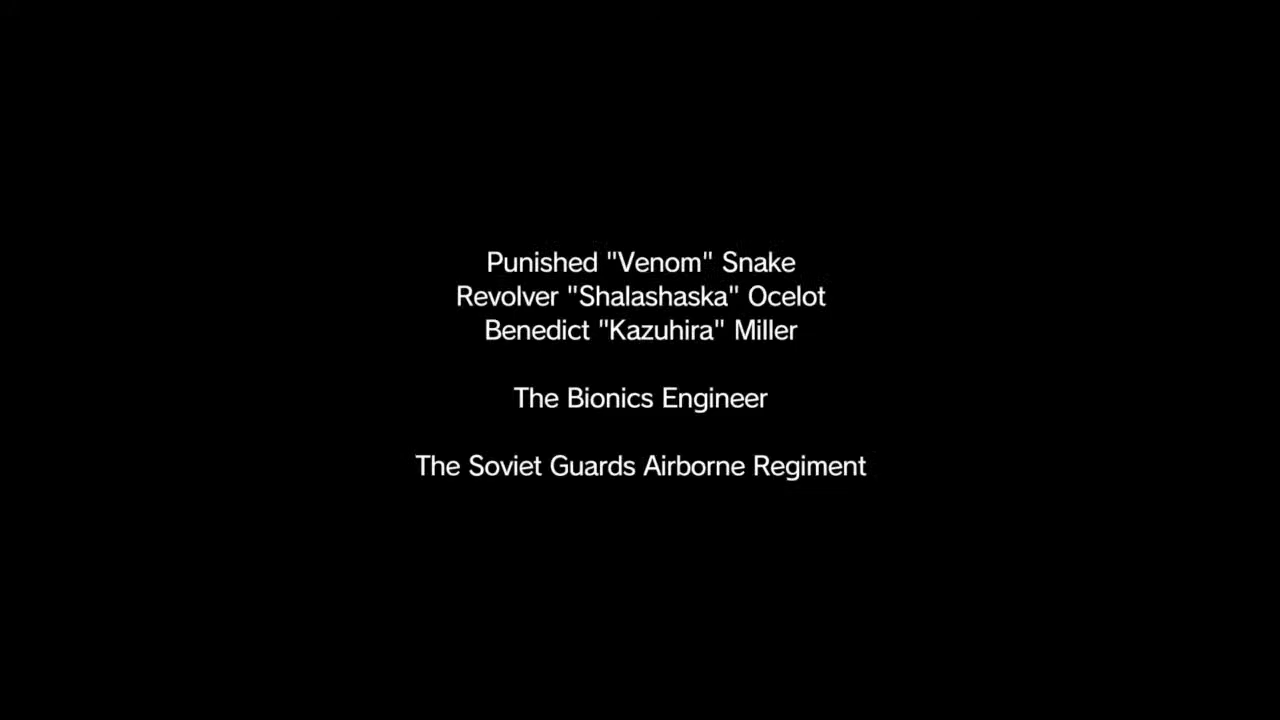 Punished "Venom" Snake
Revolver "Shalashaska" Ocelot
Benedict "Kazuhira" Miller
The Bionics Engineer
The Soviet Guards Airborne Regiment